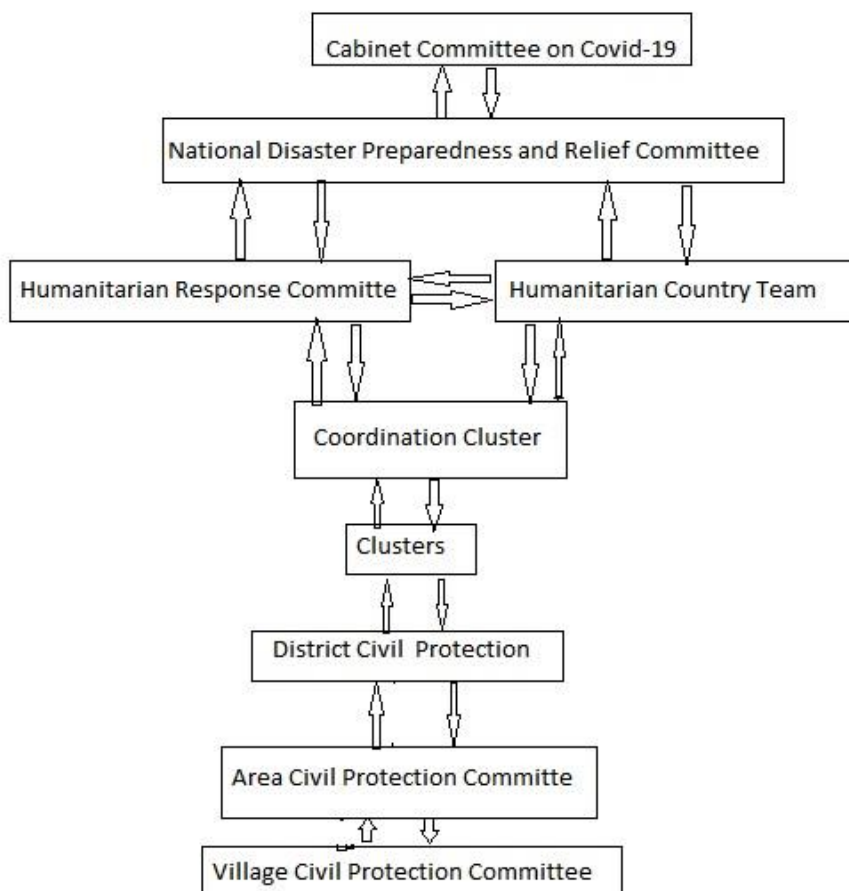 Cabinet Committee on Covid-19
National Disaster Preparedness and Relief Committee
Humanitarian Response Committe
Humanitarian Country Team
Coordination Cluster
Clusters
District Civil Protection
Area Civil Protection Committe
Village Civil Protection Committee